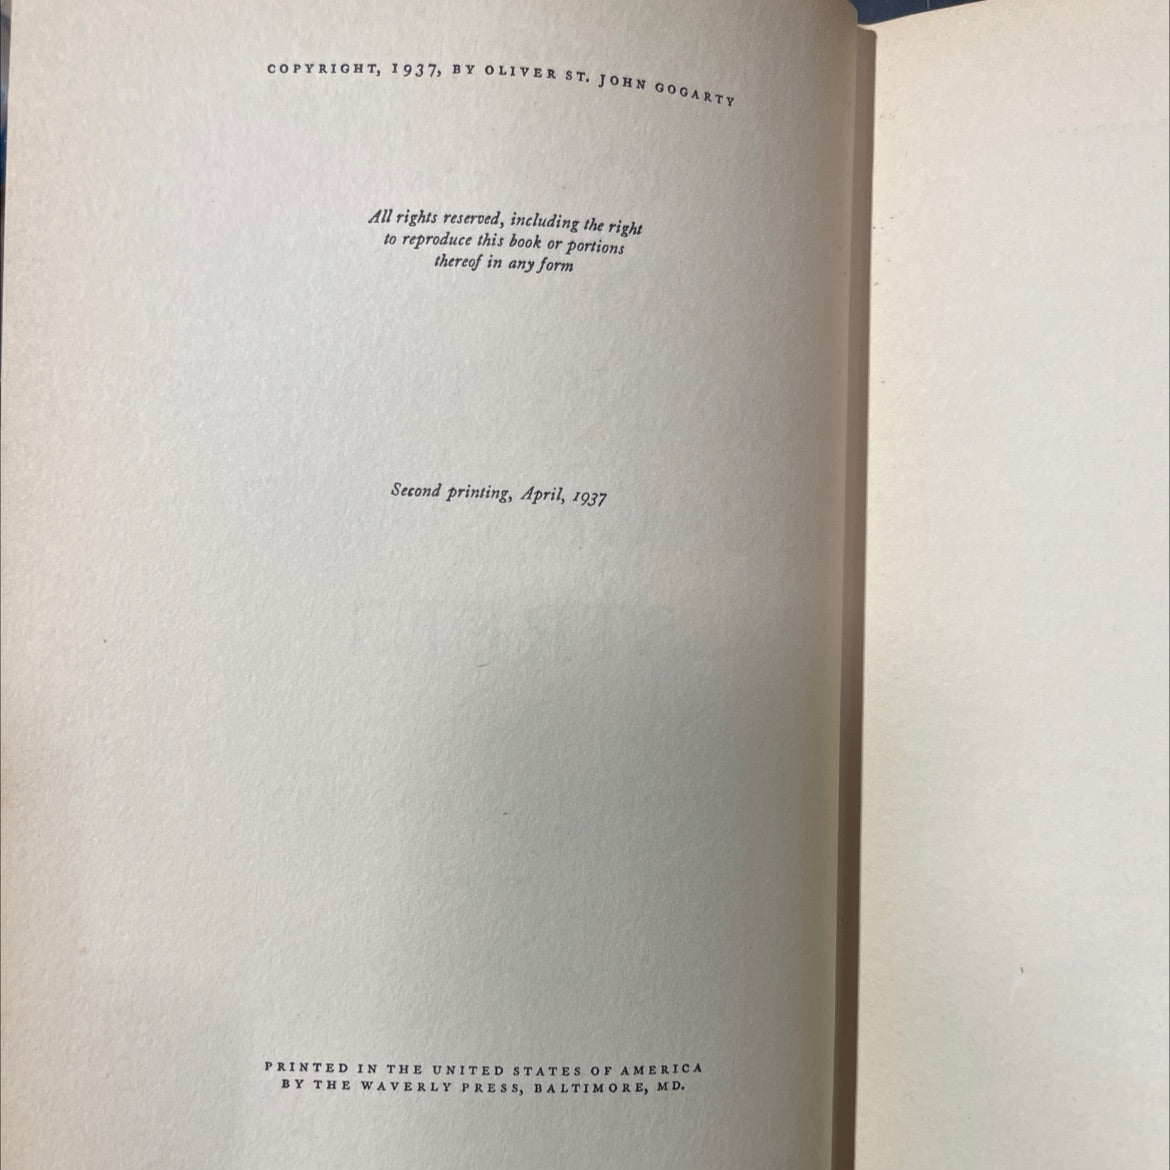 COPYRIGHT, 1937, BY OLIVER ST. JOHN GOGARTY
All rights reserved, including the right
to reproduce this book or portions
thereof in any form
Second printing, April, 1937
PRINTED IN THE UNITED STATES OF AMERICA
BY THE WAVERLY PRESS, BALTIMORE, MD.